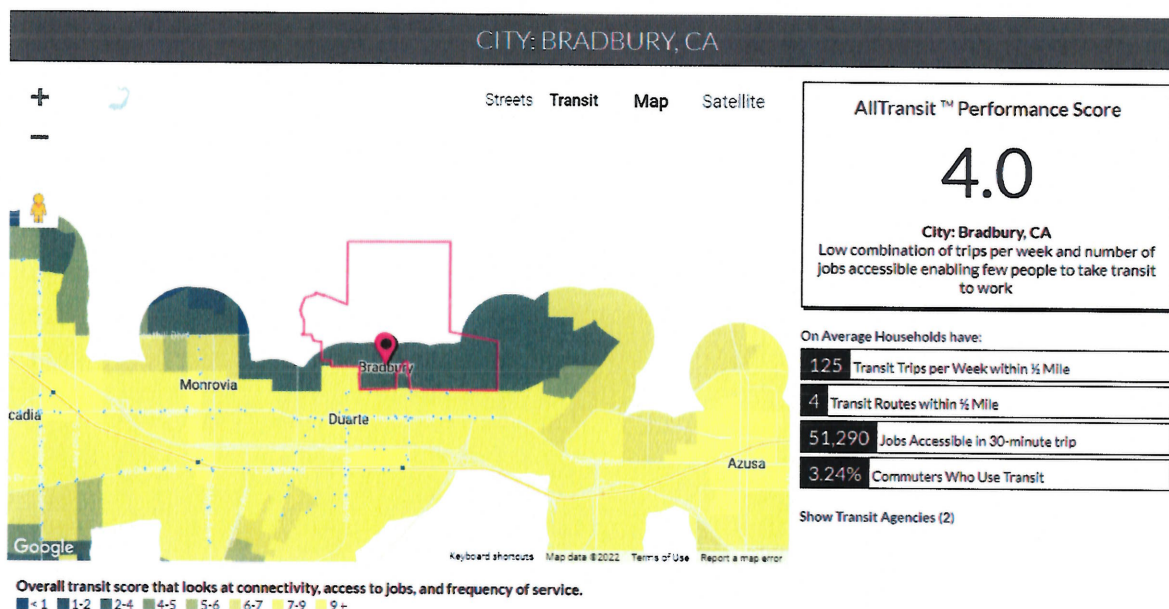 CITY: BRADBURY, CA
+
−
Streets Transit Map Satellite
Monrovia
Bradbury
cadia
Duarte
Azusa
Google
Keyboard shortcuts Map data ©2022 Terms of Use Report a map error
AllTransit ™ Performance Score
4.0
City: Bradbury, CA
Low combination of trips per week and number of
jobs accessible enabling few people to take transit
to work
On Average Households have:
125 Transit Trips per Week within ½ Mile
4 Transit Routes within ½ Mile
51,290 Jobs Accessible in 30-minute trip
3.24% Commuters Who Use Transit
Show Transit Agencies (2)
Overall transit score that looks at connectivity, access to jobs, and frequency of service.
< 1 1-2 2-4 4-5 5-6 6-7 7-9 9 +